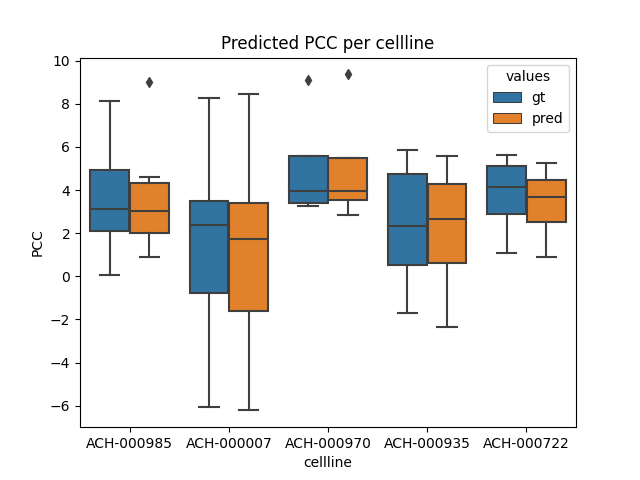 Predicted PCC per cellline
values
gt
pred
PCC
10
8
6
4
2
0
−2
−4
−6
ACH-000985 ACH-000007 ACH-000970 ACH-000935 ACH-000722
cellline